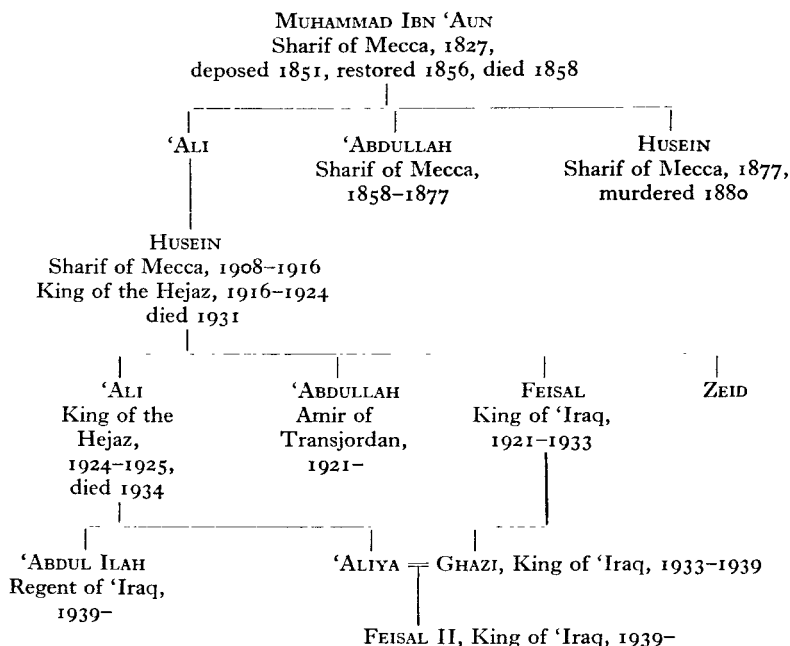 MUHAMMAD IBN ‘AUN
Sharif of Mecca, 1827,
deposed 1851, restored 1856, died 1858
‘ALI
‘ABDULLAH
Sharif of Mecca,
1858–1877
HUSEIN
Sharif of Mecca, 1877,
murdered 1880
HUSEIN
Sharif of Mecca, 1908–1916
King of the Hejaz, 1916–1924
died 1931
‘ALI
King of the
Hejaz,
1924–1925,
died 1934
‘ABDULLAH
Amir of
Transjordan,
1921–
FEISAL
King of ‘Iraq,
1921–1933
ZEID
‘ABDUL ILAH
Regent of ‘Iraq,
1939–
‘ALIYA = GHAZI, King of ‘Iraq, 1933–1939
FEISAL II, King of ‘Iraq, 1939–